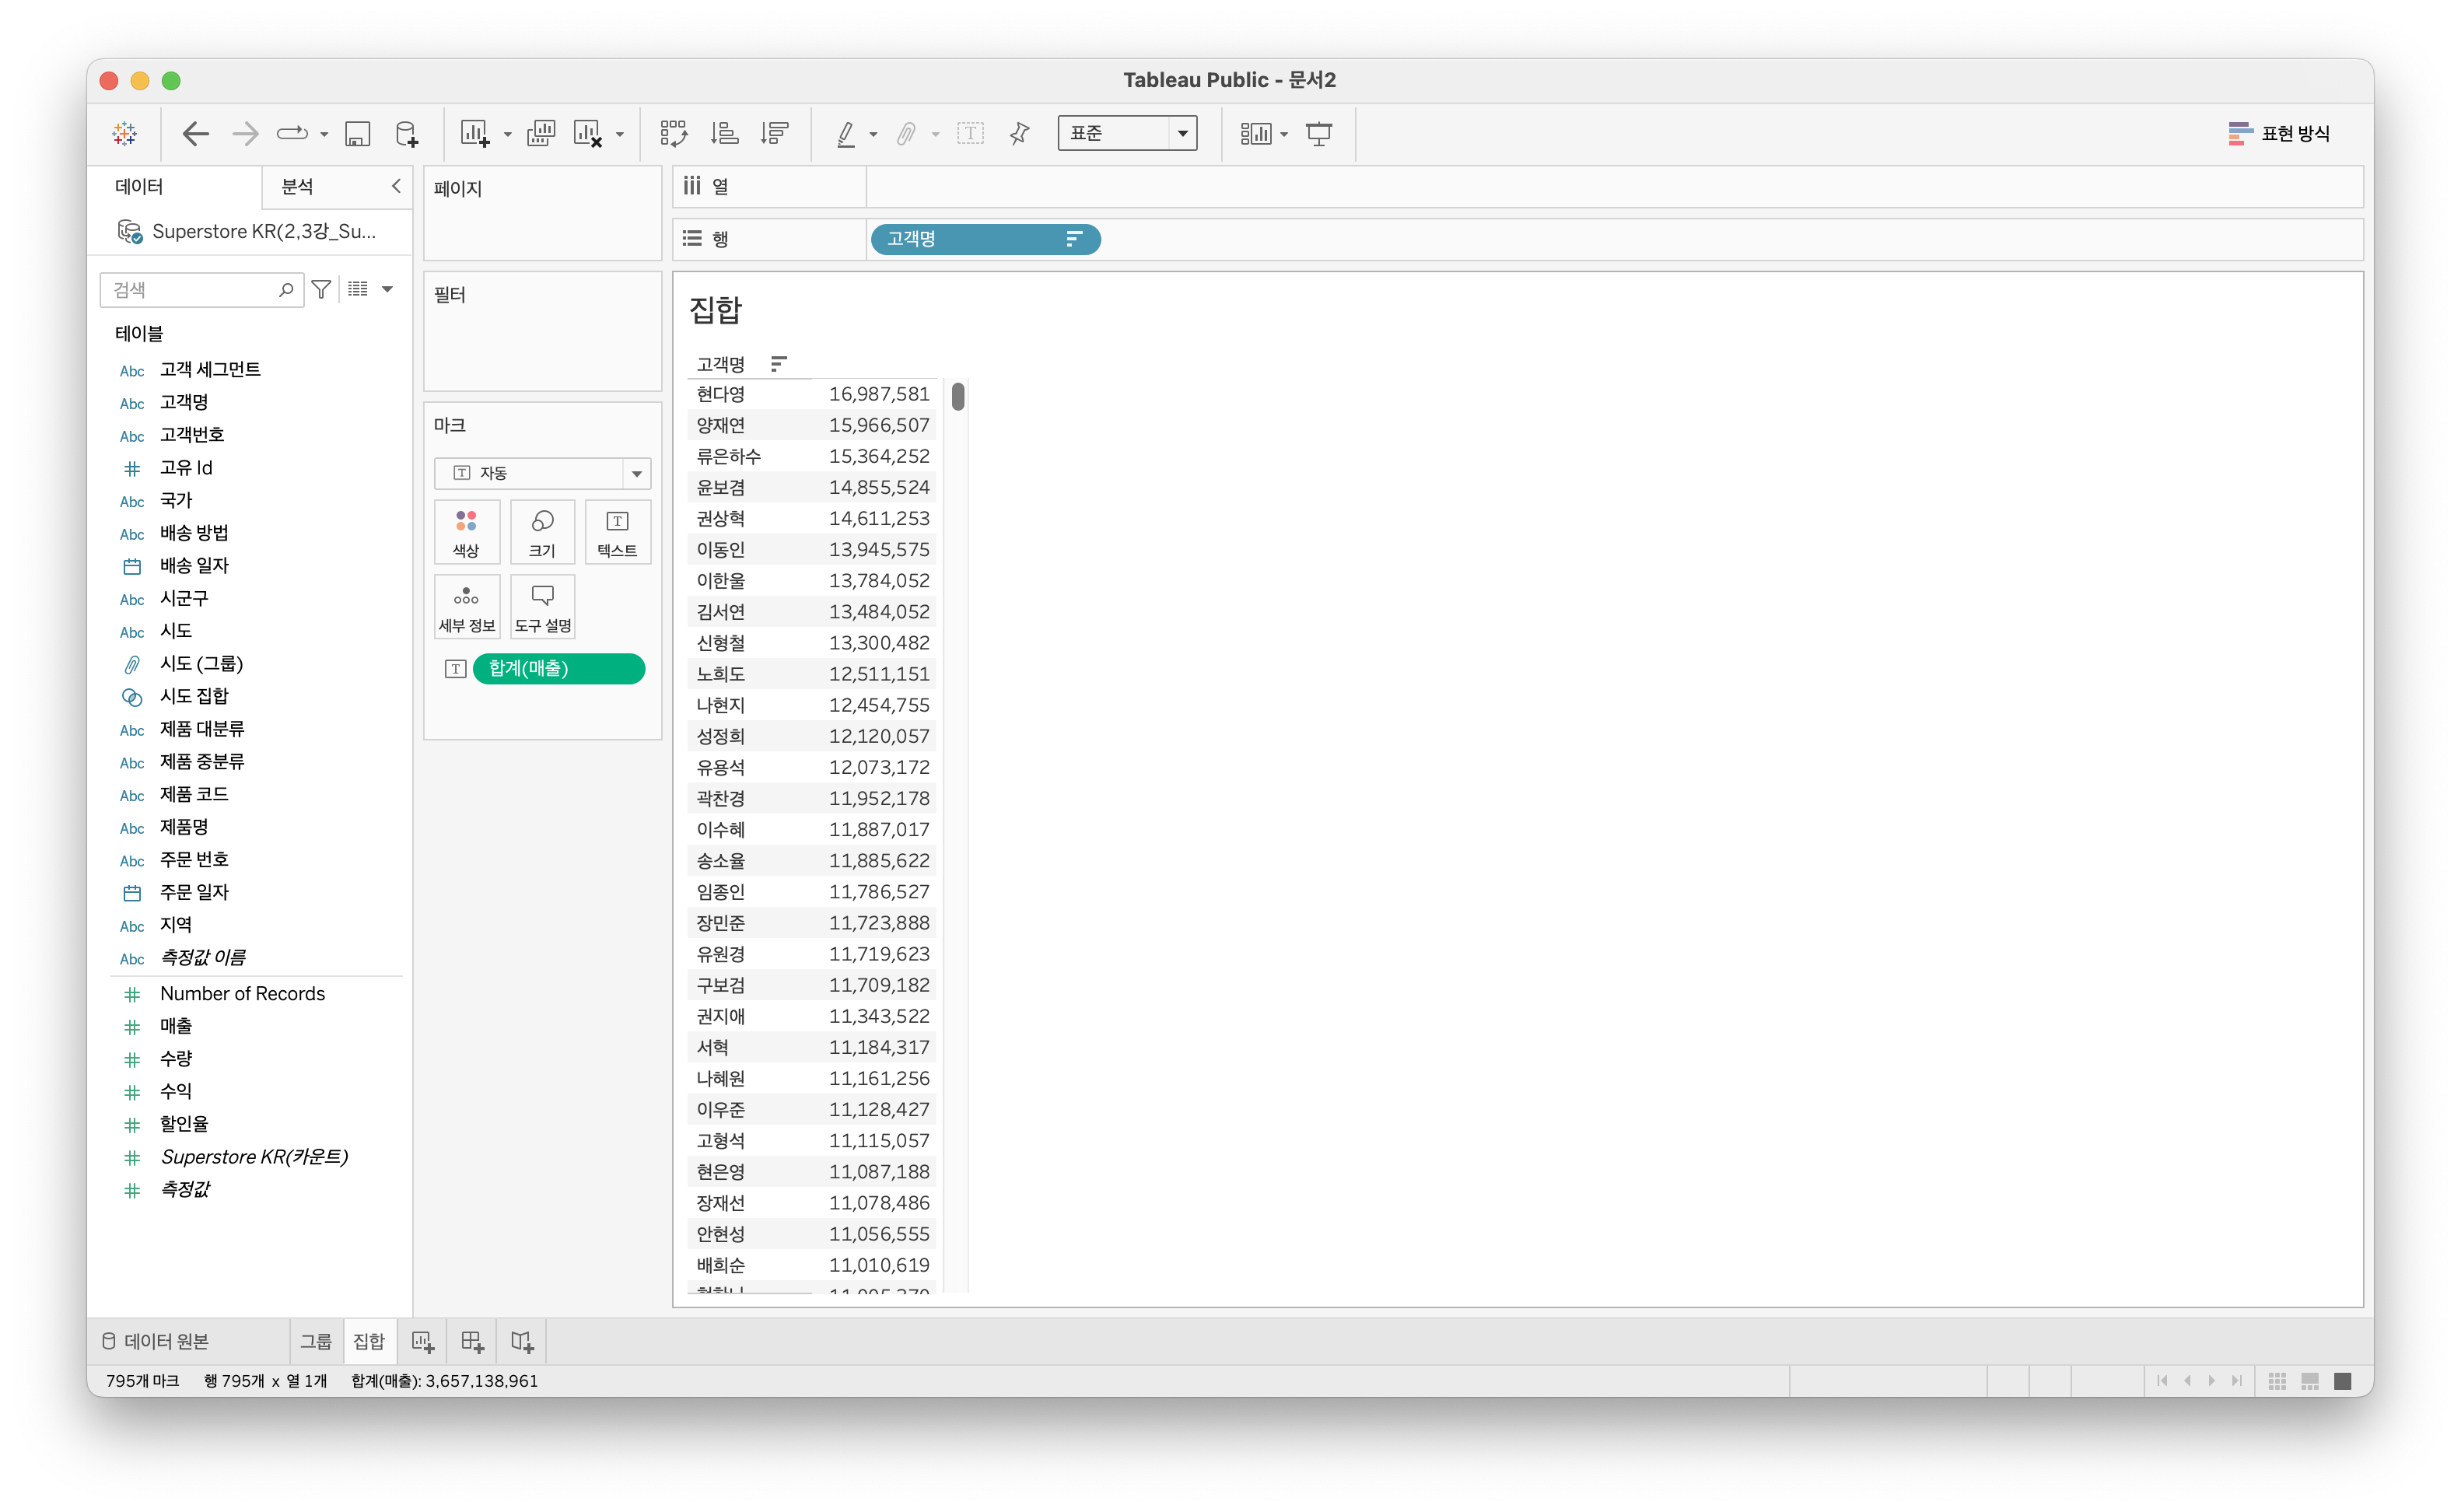 Tableau Public - 문서2
표준
표현 방식
데이터
분석
Superstore KR(2,3강_Su...
검색
테이블
Abc 고객 세그먼트
Abc 고객명
Abc 고객번호
고유 Id
Abc 국가
Abc 배송 방법
배송 일자
Abc 시군구
Abc 시도
시도 (그룹)
시도 집합
Abc 제품 대분류
Abc 제품 중분류
Abc 제품 코드
Abc 제품명
Abc 주문 번호
주문 일자
Abc 지역
Abc 측정값 이름
Number of Records
매출
수량
수익
할인율
Superstore KR(카운트)
측정값
페이지
필터
마크
자동
색상 크기 텍스트
세부 정보 도구 설명
합계(매출)
열
행 고객명
집합
고객명
현다영 16,987,581
양재연 15,966,507
류은하수 15,364,252
윤보겸 14,855,524
권상혁 14,611,253
이동인 13,945,575
이한울 13,784,052
김서연 13,484,052
신형철 13,300,482
노희도 12,511,151
나현지 12,454,755
성정희 12,120,057
유용석 12,073,172
곽찬경 11,952,178
이수혜 11,887,017
송소율 11,885,622
임종인 11,786,527
장민준 11,723,888
유원경 11,719,623
구보검 11,709,182
권지애 11,343,522
서혁 11,184,317
나혜원 11,161,256
이우준 11,128,427
고형석 11,115,057
현은영 11,087,188
장재선 11,078,486
안현성 11,056,555
배희순 11,010,619
데이터 원본 그룹 집합
795개 마크 행 795개 x 열 1개 합계(매출): 3,657,138,961